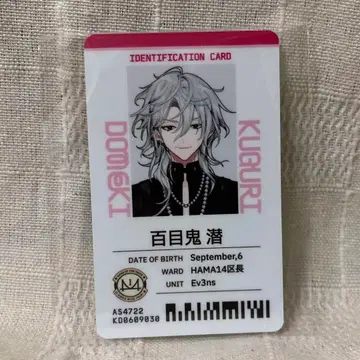 IDENTIFICATION CARD
DOMEKI
KUGURI
百目鬼 潜
DATE OF BIRTH September,6
WARD HAMA14区長
UNIT Ev3ns
AS4722
KD0609030